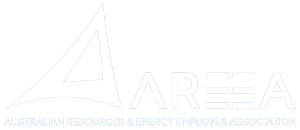 AREEA
AUSTRALIAN RESOURCES & ENERGY EMPLOYER ASSOCIATION